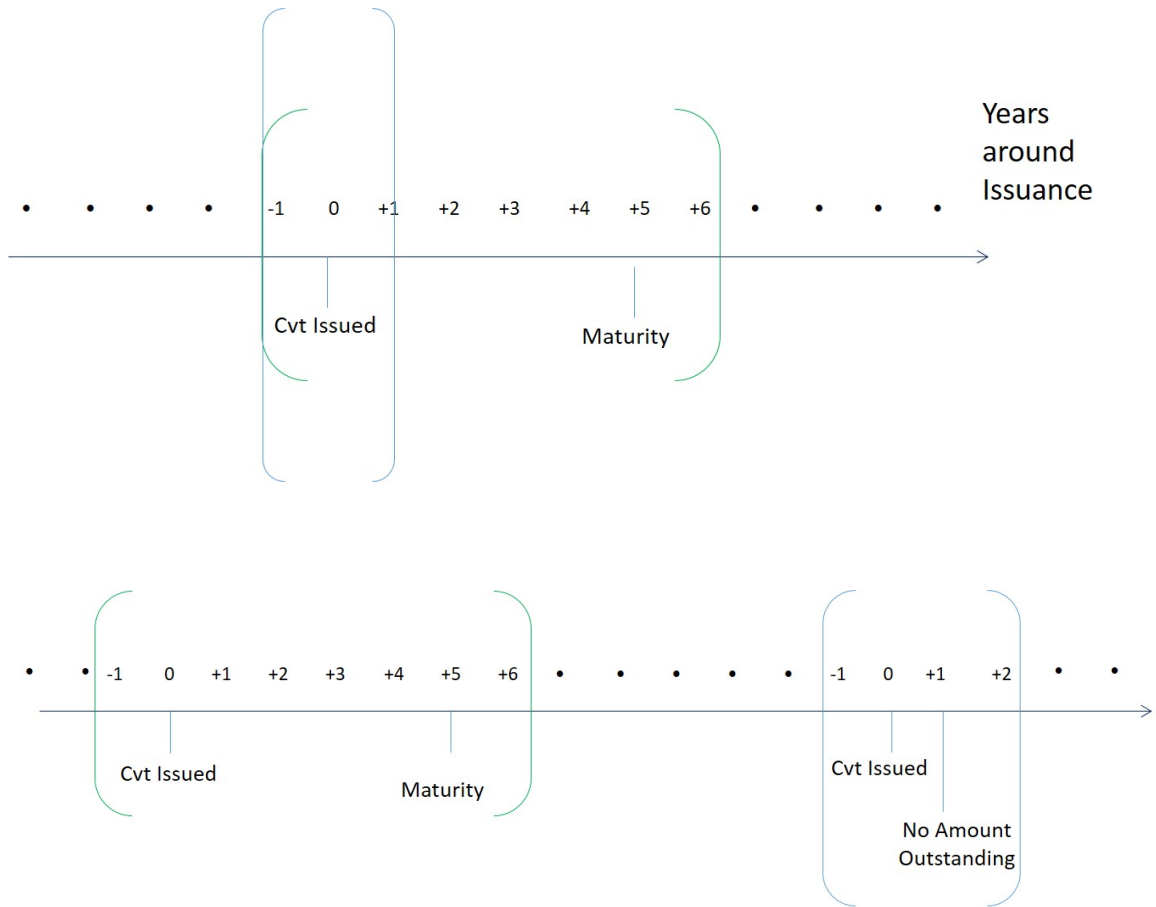 Years
around
Issuance
• • • • -1 0 +1 +2 +3 +4 +5 +6 • • • •
Cvt Issued
Maturity
• • -1 0 +1 +2 +3 +4 +5 +6 • • • • • -1 0 +1 +2 • •
Cvt Issued
Maturity
Cvt Issued
No Amount
Outstanding